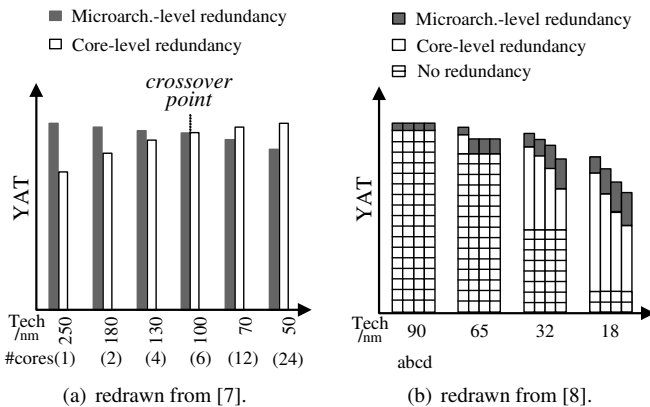 Microarch.-level redundancy
Core-level redundancy
crossover
point
YAT
Tech
/nm
250 180 130 100 70 50
#cores(1) (2) (4) (6) (12) (24)
(a) redrawn from [7].
Microarch.-level redundancy
Core-level redundancy
No redundancy
YAT
Tech
/nm
90 65 32 18
abcd
(b) redrawn from [8].